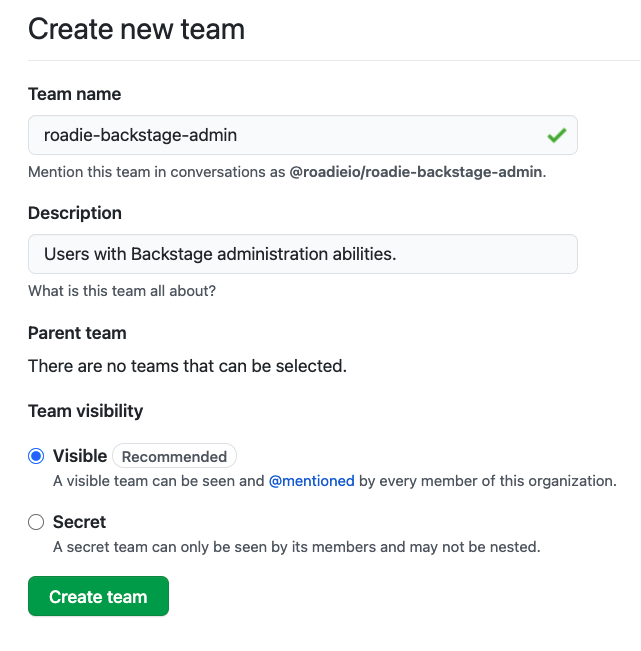 Create new team
Team name
roadie-backstage-admin
Mention this team in conversations as @roadieio/roadie-backstage-admin.
Description
Users with Backstage administration abilities.
What is this team all about?
Parent team
There are no teams that can be selected.
Team visibility
Visible Recommended
A visible team can be seen and @mentioned by every member of this organization.
Secret
A secret team can only be seen by its members and may not be nested.
Create team